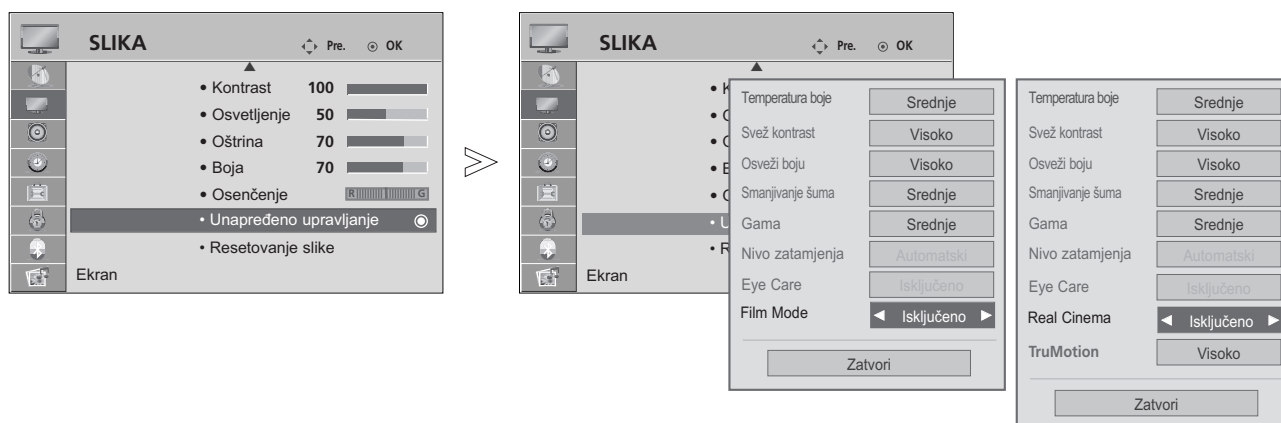 SLIKA Pre. OK
• Kontrast 100
• Osvetljenje 50
• Oštrina 70
• Boja 70
• Osenčenje R G
• Unapređeno upravljanje
• Resetovanje slike
Ekran
SLIKA Pre. OK
• U
• R
Ekran
Temperatura boje Srednje
Svež kontrast Visoko
Osveži boju Visoko
Smanjivanje šuma Srednje
Gama Srednje
Nivo zatamjenja Automatski
Eye Care Isključeno
Film Mode ◄ Isključeno ►
Zatvori
Temperatura boje Srednje
Svež kontrast Visoko
Osveži boju Visoko
Smanjivanje šuma Srednje
Gama Srednje
Nivo zatamjenja Automatski
Eye Care Isključeno
Real Cinema ◄ Isključeno ►
TruMotion Visoko
Zatvori